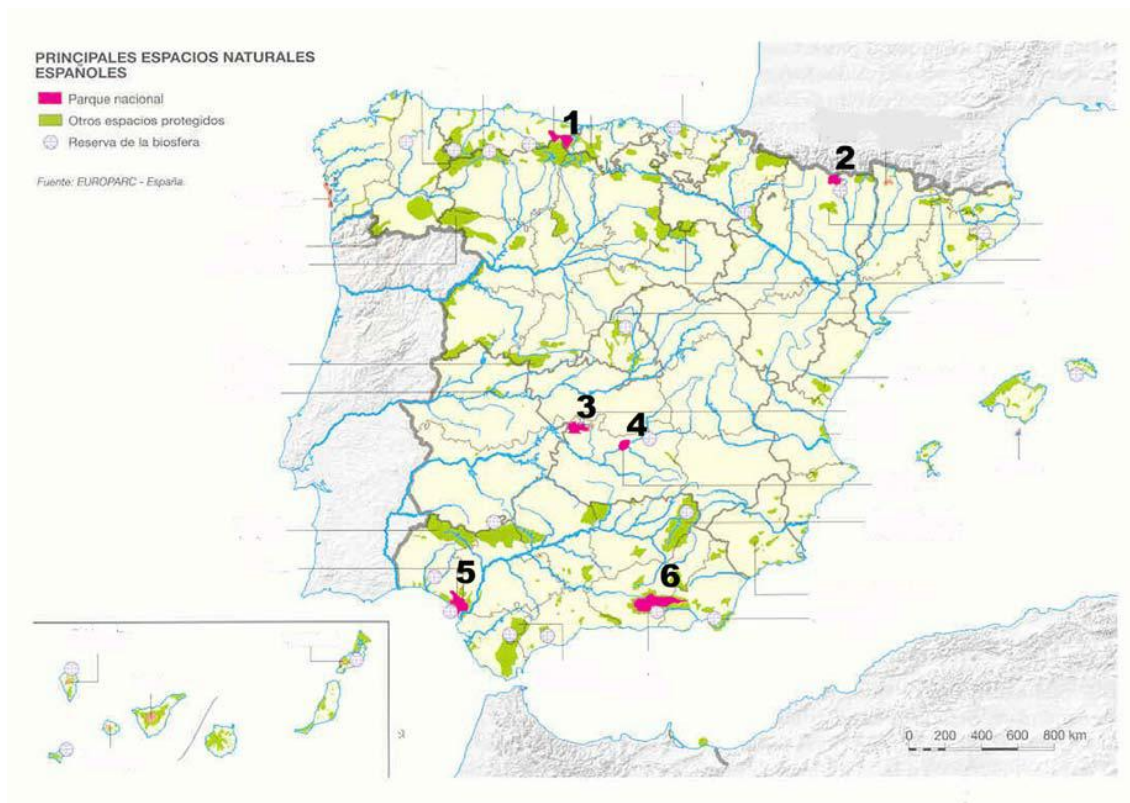 PRINCIPALES ESPACIOS NATURALES
ESPAÑOLES
Parque nacional
Otros espacios protegidos
Reserva de la biosfera
Fuente: EUROPARC - España.
1
2
3
4
5
6
0 200 400 600 800 km